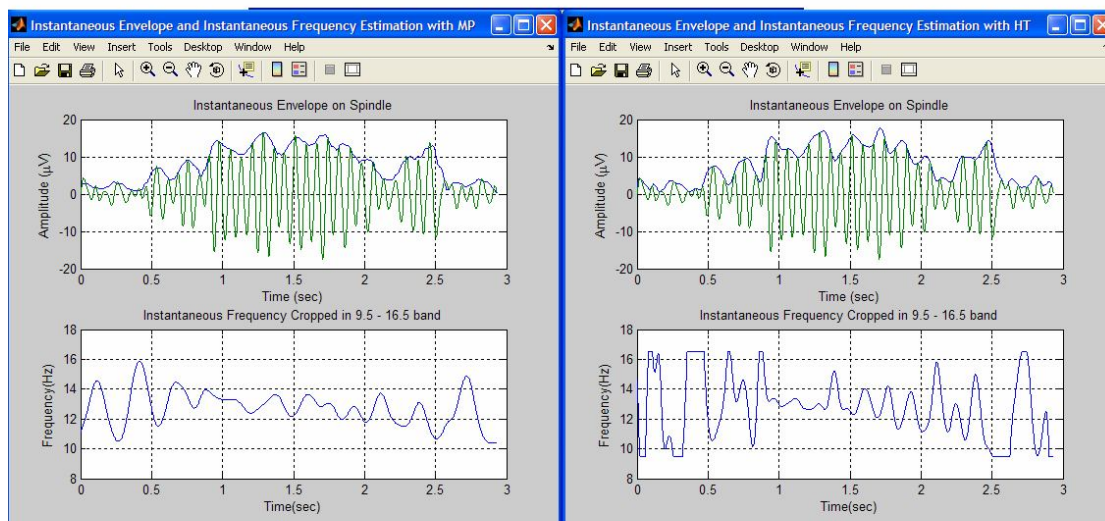 Instantaneous Envelope and Instantaneous Frequency Estimation with MP
File Edit View Insert Tools Desktop Window Help
Instantaneous Envelope on Spindle
Amplitude (μV)
20
10
0
-10
-20
0 0.5 1 1.5 2 2.5 3
Time (sec)
Instantaneous Frequency Cropped in 9.5 - 16.5 band
Frequency(Hz)
18
16
14
12
10
8
0 0.5 1 1.5 2 2.5 3
Time(sec)
Instantaneous Envelope and Instantaneous Frequency Estimation with HT
File Edit View Insert Tools Desktop Window Help
Instantaneous Envelope on Spindle
Amplitude (μV)
20
10
0
-10
-20
0 0.5 1 1.5 2 2.5 3
Time (sec)
Instantaneous Frequency Cropped in 9.5 - 16.5 band
Frequency(Hz)
18
16
14
12
10
8
0 0.5 1 1.5 2 2.5 3
Time(sec)